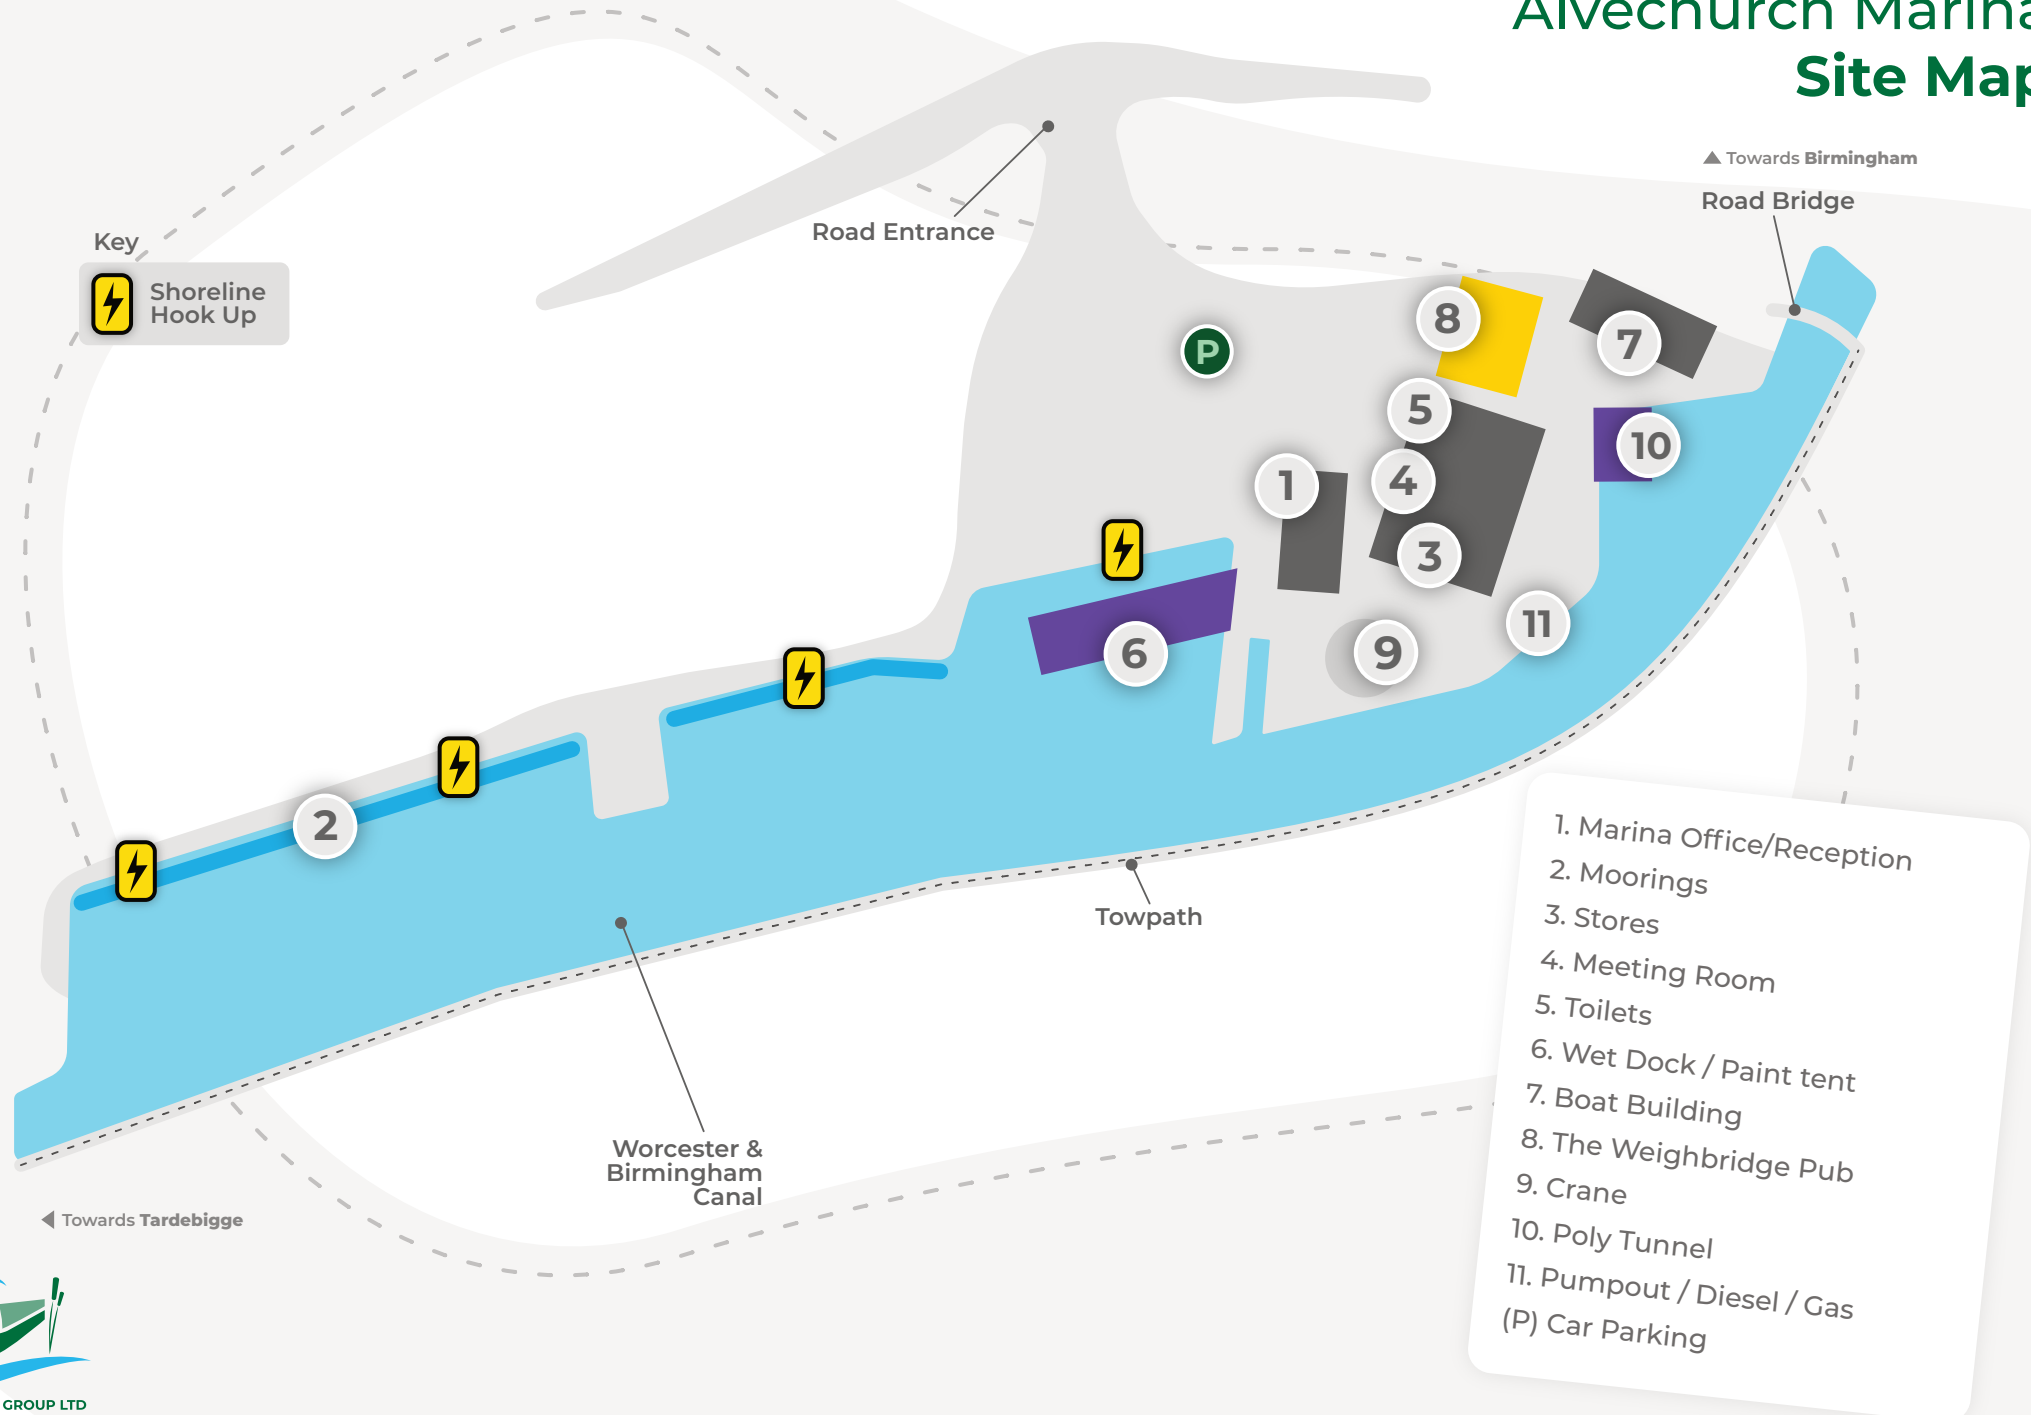 Alvechurch Marina
Site Map
Towards Birmingham
Road Bridge
Road Entrance
Key
Shoreline
Hook Up
P
8
7
5
10
1
4
3
11
6
9
2
Towpath
Worcester &
Birmingham
Canal
Towards Tardebigge
GROUP LTD
1. Marina Office/Reception
2. Moorings
3. Stores
4. Meeting Room
5. Toilets
6. Wet Dock / Paint tent
7. Boat Building
8. The Weighbridge Pub
9. Crane
10. Poly Tunnel
11. Pumpout / Diesel / Gas
(P) Car Parking